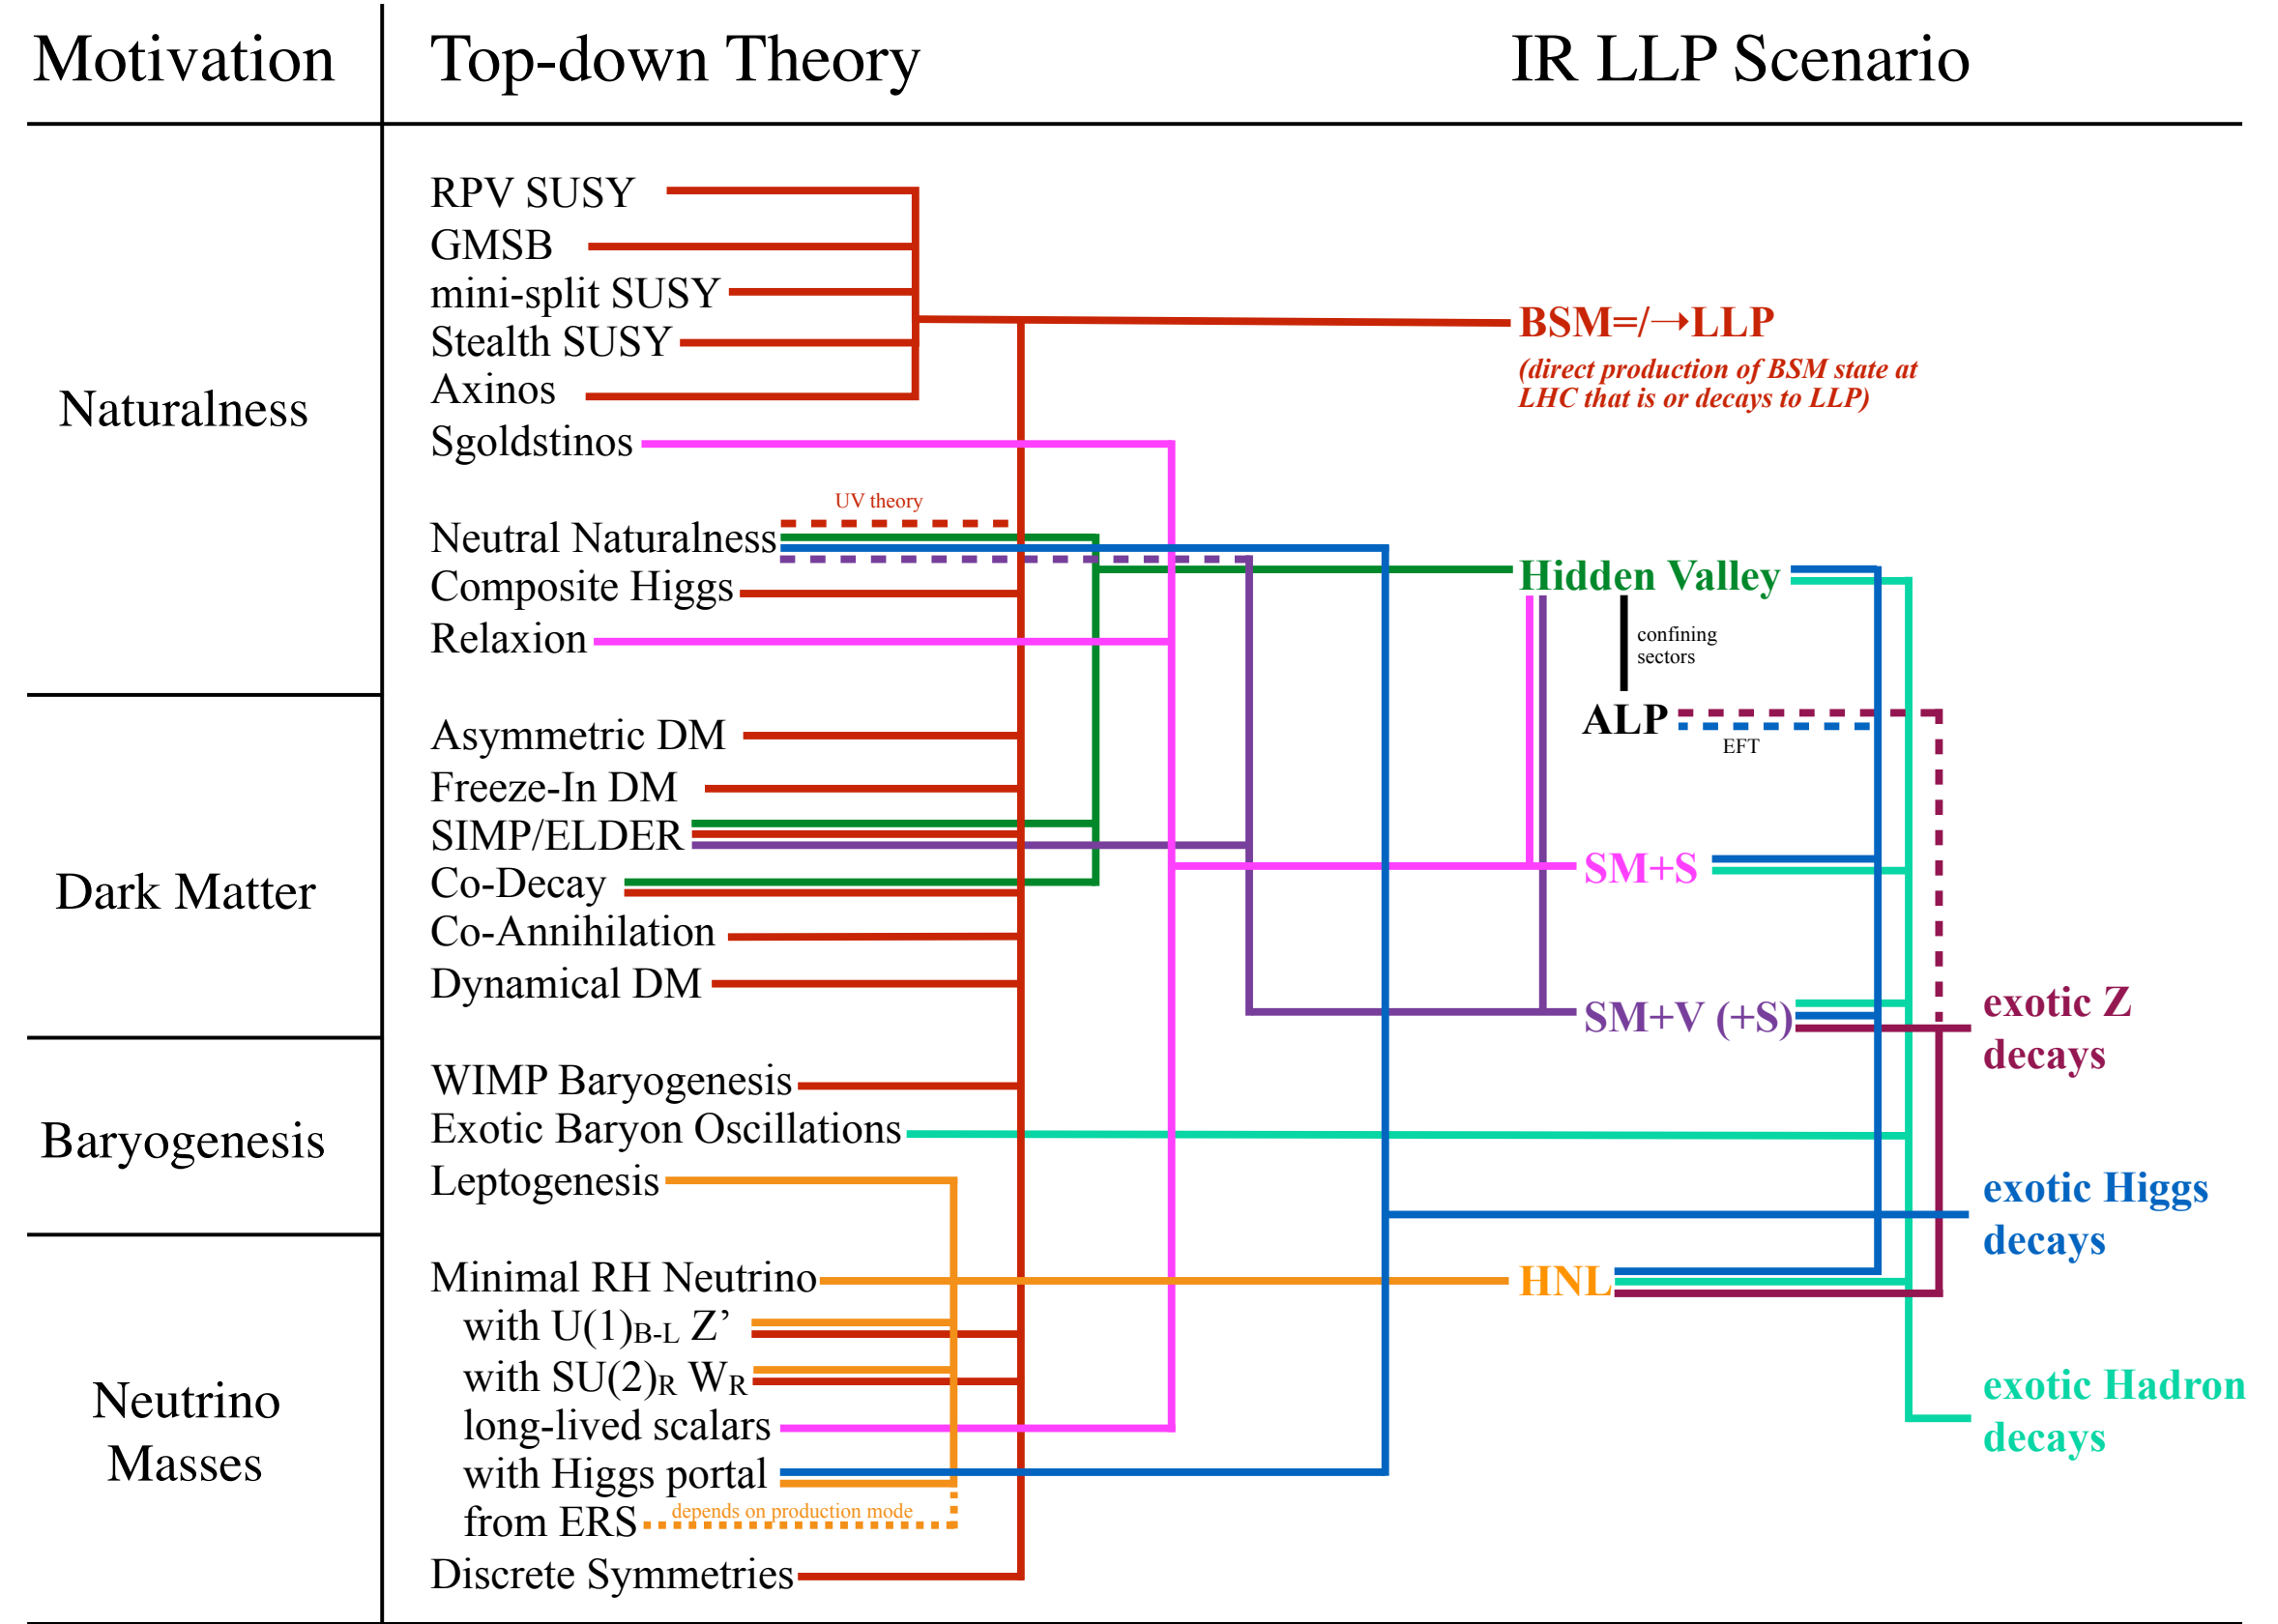 Motivation
Top-down Theory
IR LLP Scenario
Naturalness
RPV SUSY
GMSB
mini-split SUSY
Stealth SUSY
Axinos
Sgoldstinos
UV theory
Neutral Naturalness
Composite Higgs
Relaxion
Dark Matter
Asymmetric DM
Freeze-In DM
SIMP/ELDER
Co-Decay
Co-Annihilation
Dynamical DM
Baryogenesis
WIMP Baryogenesis
Exotic Baryon Oscillations
Leptogenesis
Neutrino
Masses
Minimal RH Neutrino
with U(1)B-L Z’
with SU(2)R WR
long-lived scalars
with Higgs portal
depends on production mode
from ERS
Discrete Symmetries
BSM=/→LLP
(direct production of BSM state at
LHC that is or decays to LLP)
Hidden Valley
confining
sectors
ALP
EFT
SM+S
SM+V (+S)
HNL
exotic Z
decays
exotic Higgs
decays
exotic Hadron
decays